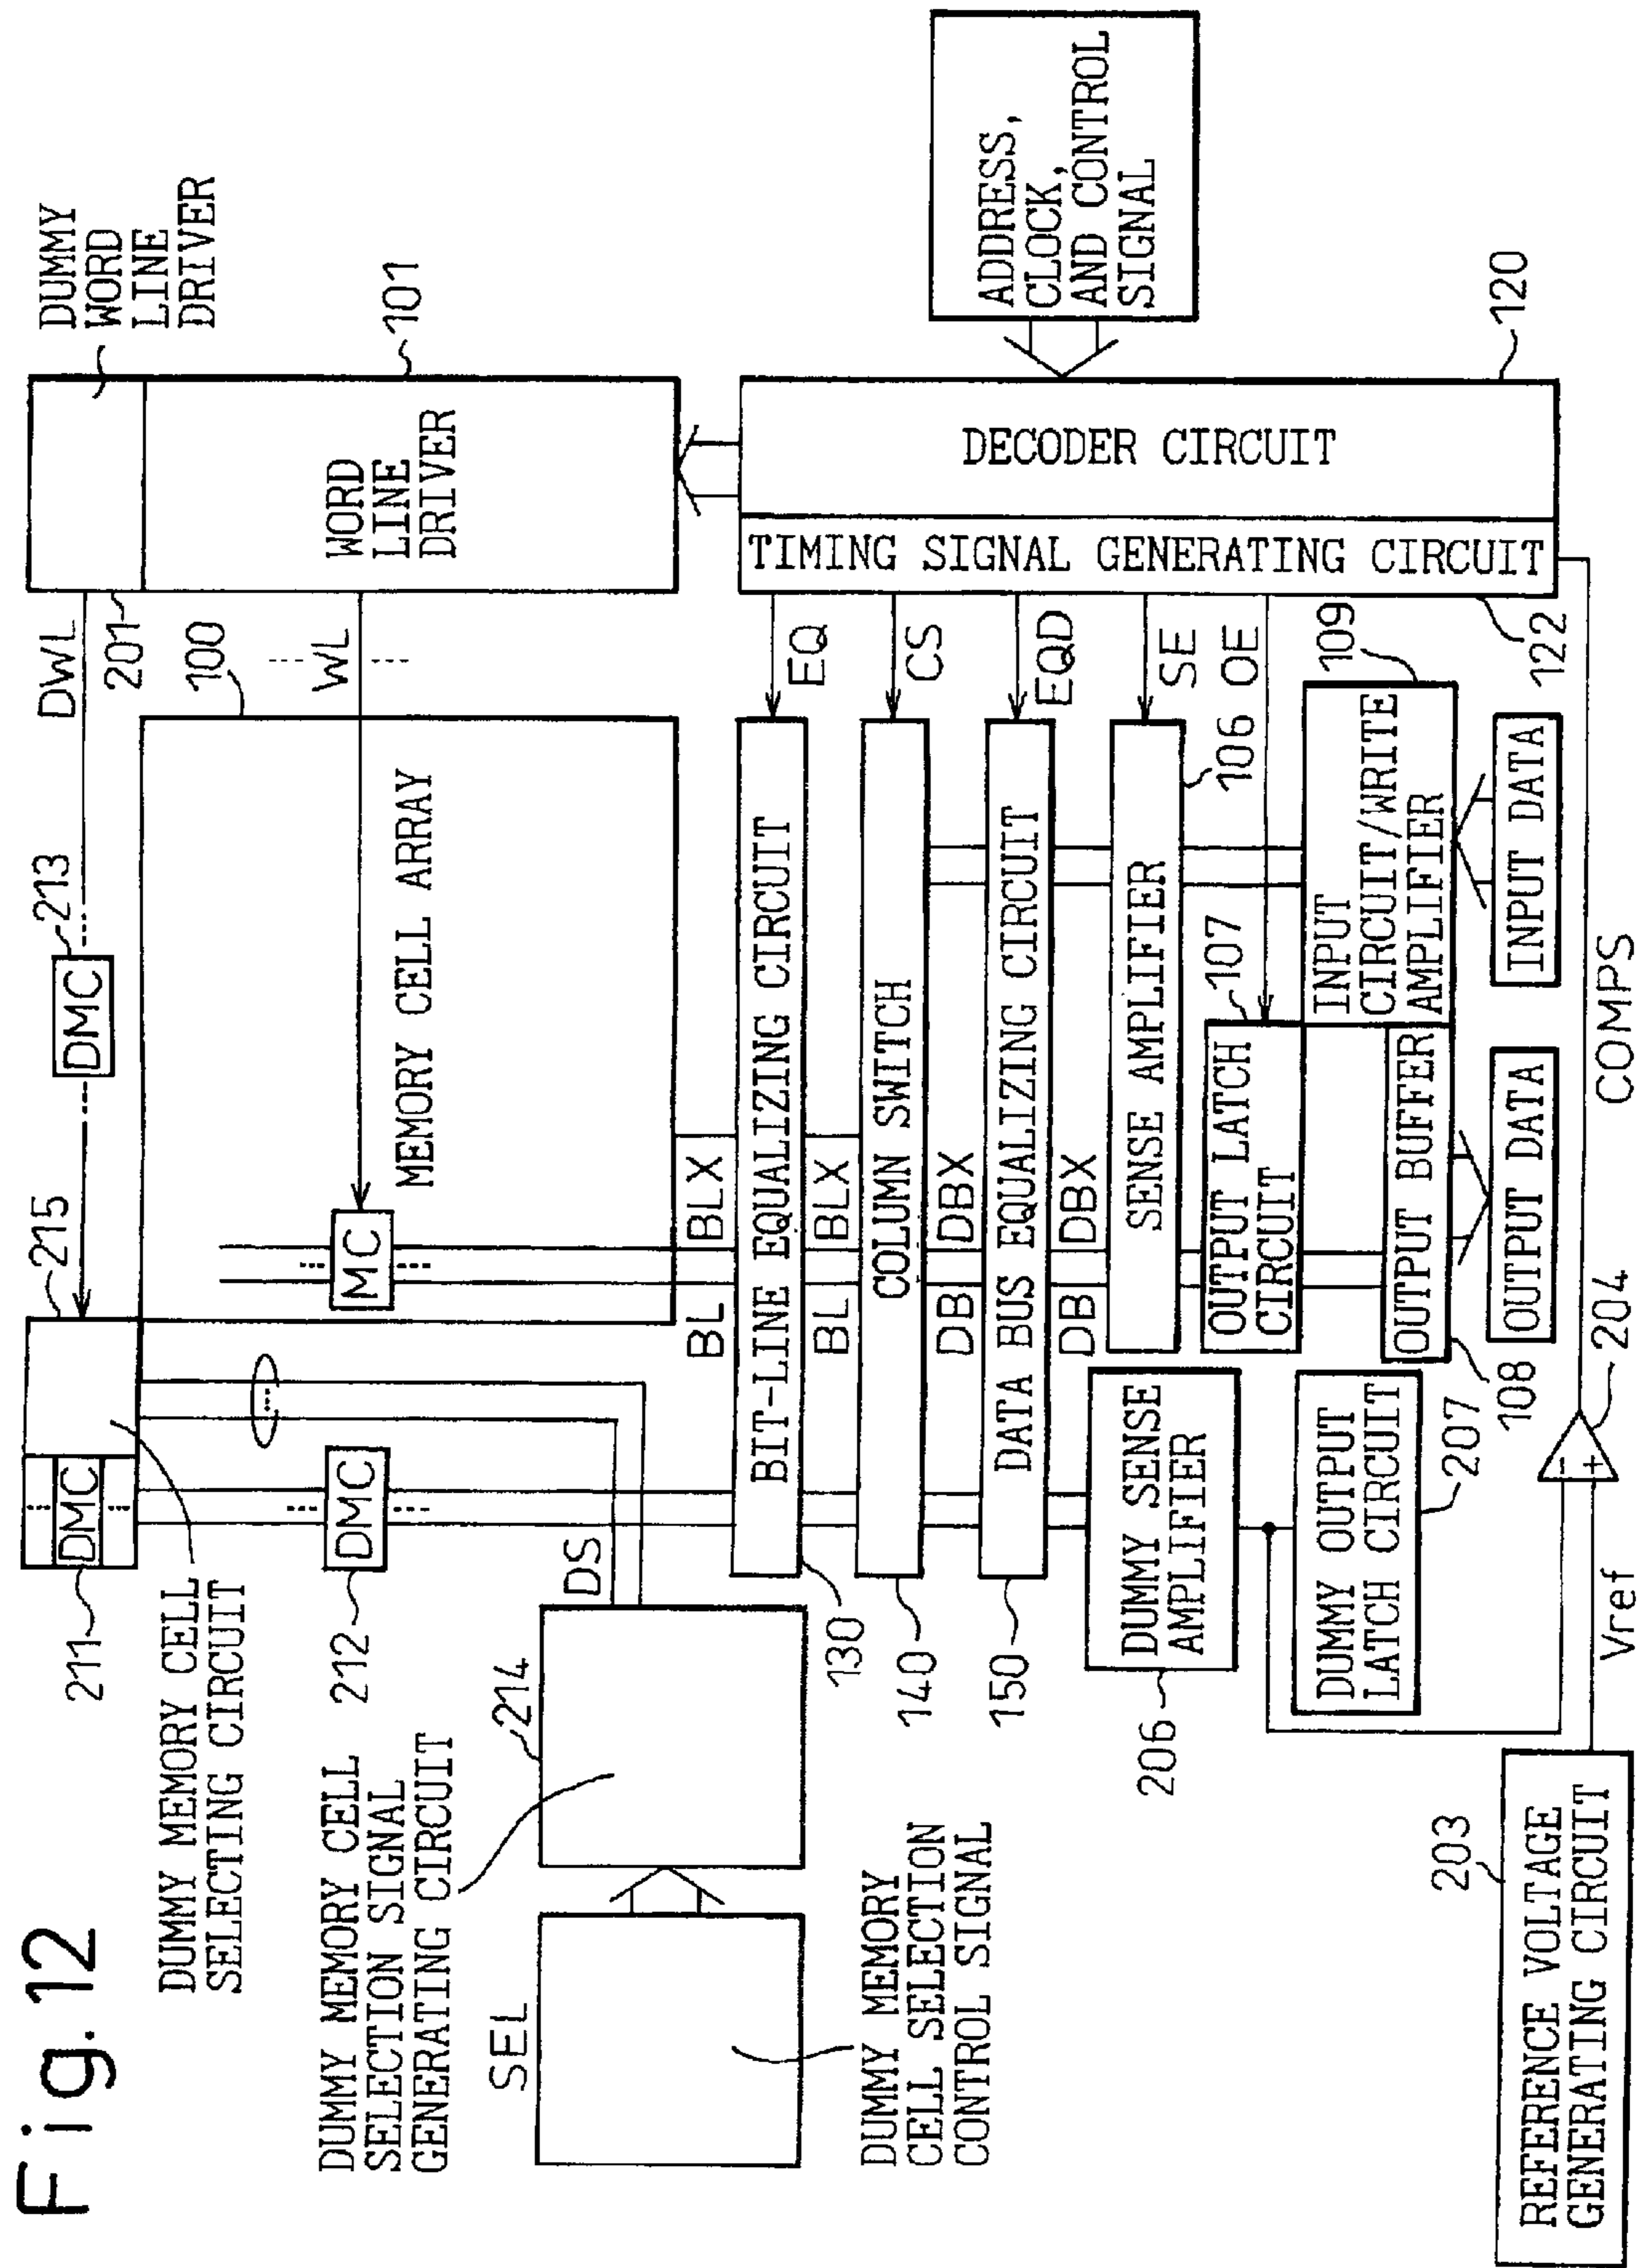 Fig.12
DUMMY MEMORY CELL
SELECTING CIRCUIT
211
DMC
215
DMC
213
DWL
DUMMY
WORD
LINE
DRIVER
201
100
101
WORD
LINE
DRIVER
WL
MEMORY CELL ARRAY
MC
DMC
212
DUMMY MEMORY CELL
SELECTION SIGNAL
GENERATING CIRCUIT
214
DS
SEL
DUMMY MEMORY
CELL SELECTION
CONTROL SIGNAL
BL
BLX
BIT-LINE EQUALIZING CIRCUIT
130
EQ
BL
BLX
COLUMN SWITCH
140
CS
DB
DBX
DATA BUS EQUALIZING CIRCUIT
150
EQD
DB
DBX
SENSE AMPLIFIER
106
SE
OE
DECODER CIRCUIT
TIMING SIGNAL GENERATING CIRCUIT
120
122
ADDRESS,
CLOCK,
AND CONTROL
SIGNAL
DUMMY SENSE
AMPLIFIER
206
OUTPUT LATCH
CIRCUIT
107
INPUT
CIRCUIT/WRITE
AMPLIFIER
109
DUMMY OUTPUT
LATCH CIRCUIT
207
OUTPUT BUFFER
108
OUTPUT DATA
INPUT DATA
203
REFERENCE VOLTAGE
GENERATING CIRCUIT
Vref
-
+
204
COMPS